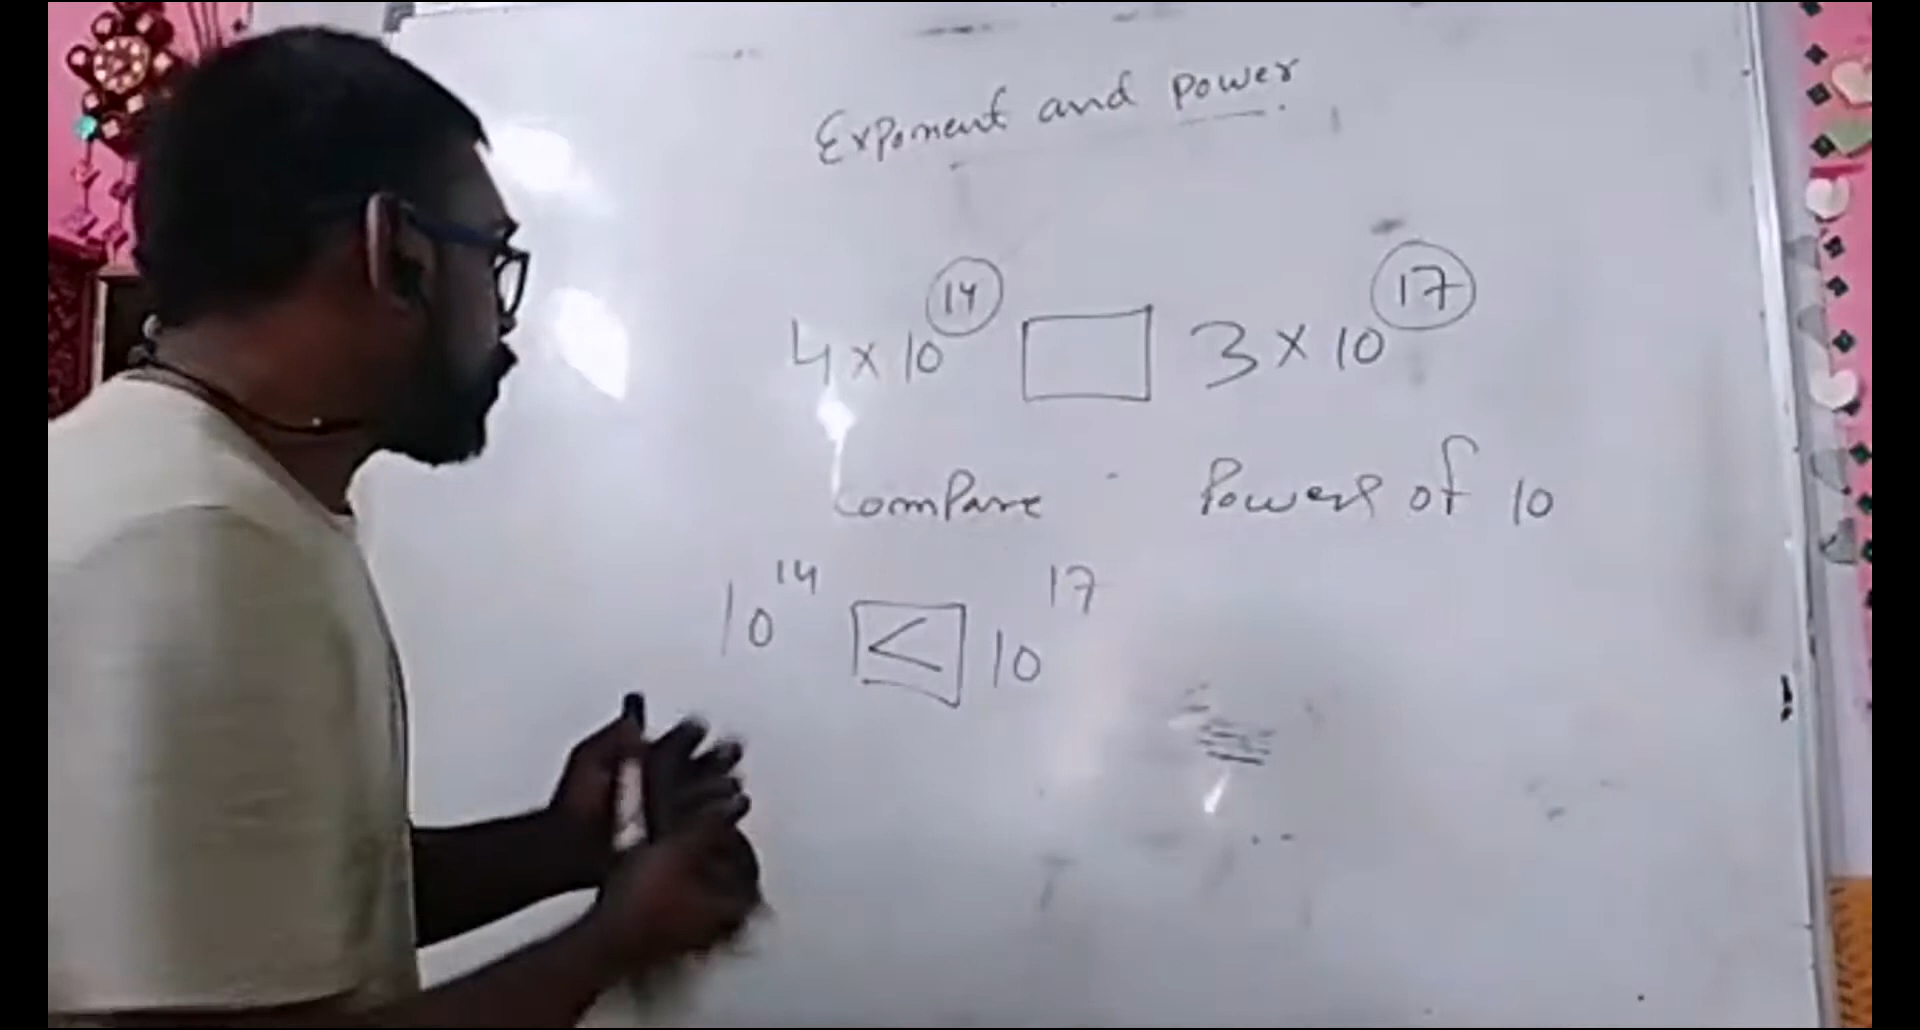 Exponent and power
4 × 10^14 □ 3 × 10^17
Compare Powers of 10
10^14 < 10^17